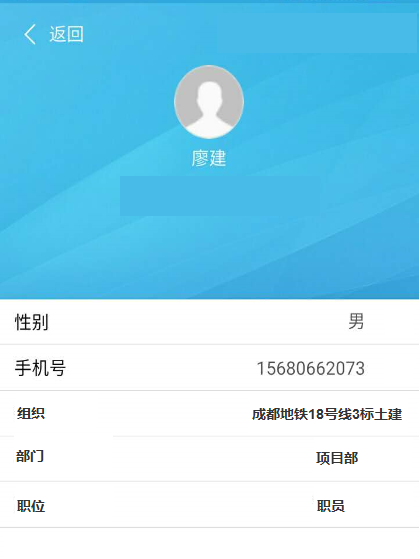 返回
廖建
性别 男
手机号 15680662073
组织 成都地铁18号线3标土建
部门 项目部
职位 职员